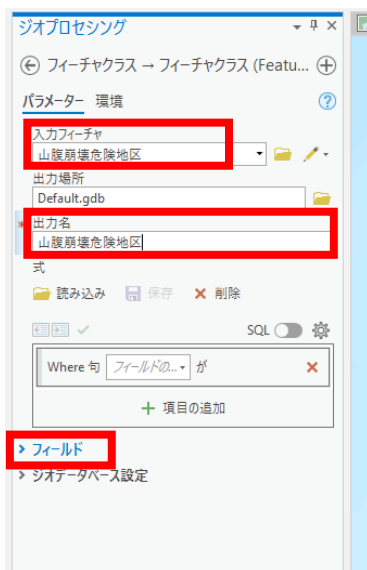 ジオプロセシング
フィーチャクラス → フィーチャクラス (Featu...
パラメーター 環境
入力フィーチャ
山腹崩壊危険地区
出力場所
Default.gdb
* 出力名
山腹崩壊危険地区
式
読み込み 保存 × 削除
SQL
Where 句 フィールドの... が
+ 項目の追加
> フィールド
> ジオデータベース設定